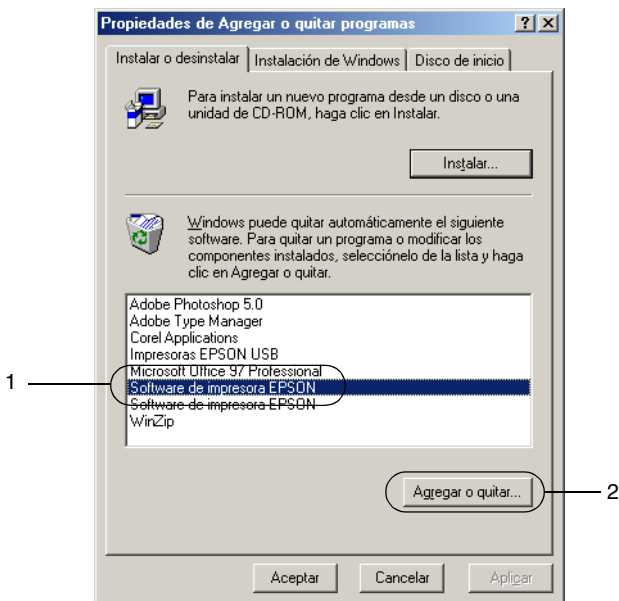 Propiedades de Agregar o quitar programas
Instalar o desinstalar Instalación de Windows Disco de inicio
Para instalar un nuevo programa desde un disco o una
unidad de CD-ROM, haga clic en Instalar.
Instalar...
Windows puede quitar automáticamente el siguiente
software. Para quitar un programa o modificar los
componentes instalados, selecciónelo de la lista y haga
clic en Agregar o quitar.
Adobe Photoshop 5.0
Adobe Type Manager
Corel Applications
Impresoras EPSON USB
Microsoft Office 97 Professional
1 Software de impresora EPSON
Software de impresora EPSON
WinZip
Agregar o quitar... 2
Aceptar Cancelar Aplicar